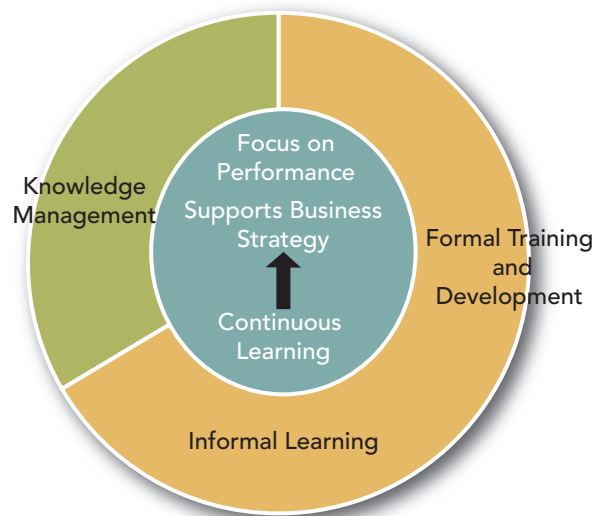 Focus on
Performance
Supports Business
Strategy
Continuous
Learning
Knowledge
Management
Formal Training
and
Development
Informal Learning